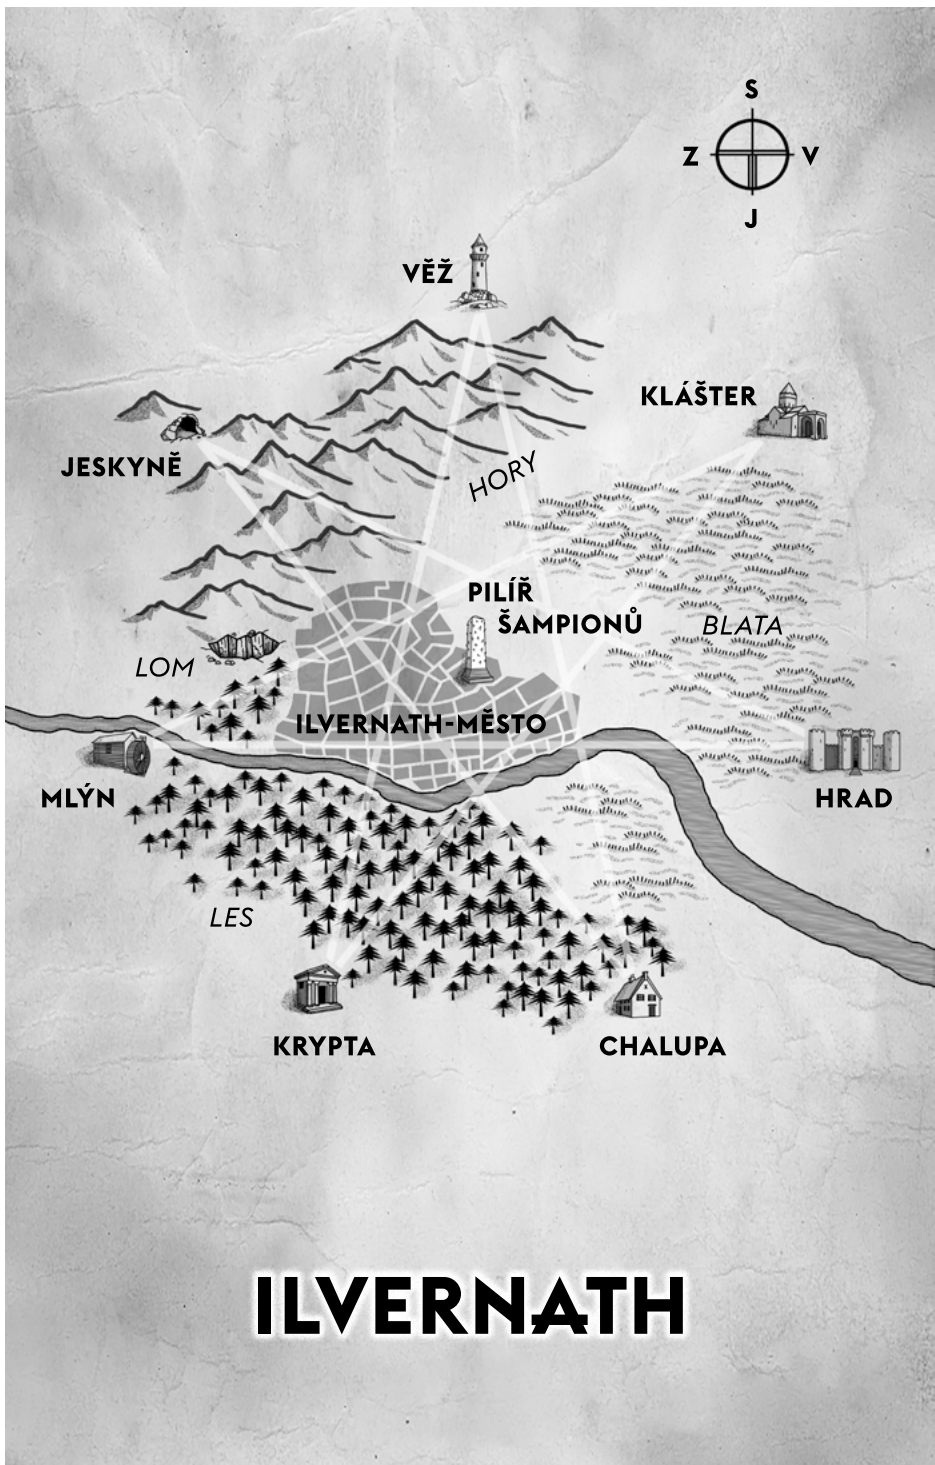 S
Z
V
J
VĚŽ
KLÁŠTER
JESKYNĚ
HORY
PILÍŘ
ŠAMPIONŮ
BLATA
LOM
ILVERNATH-MĚSTO
MLÝN
HRAD
LES
KRYPTA
CHALUPA
ILVERNATH